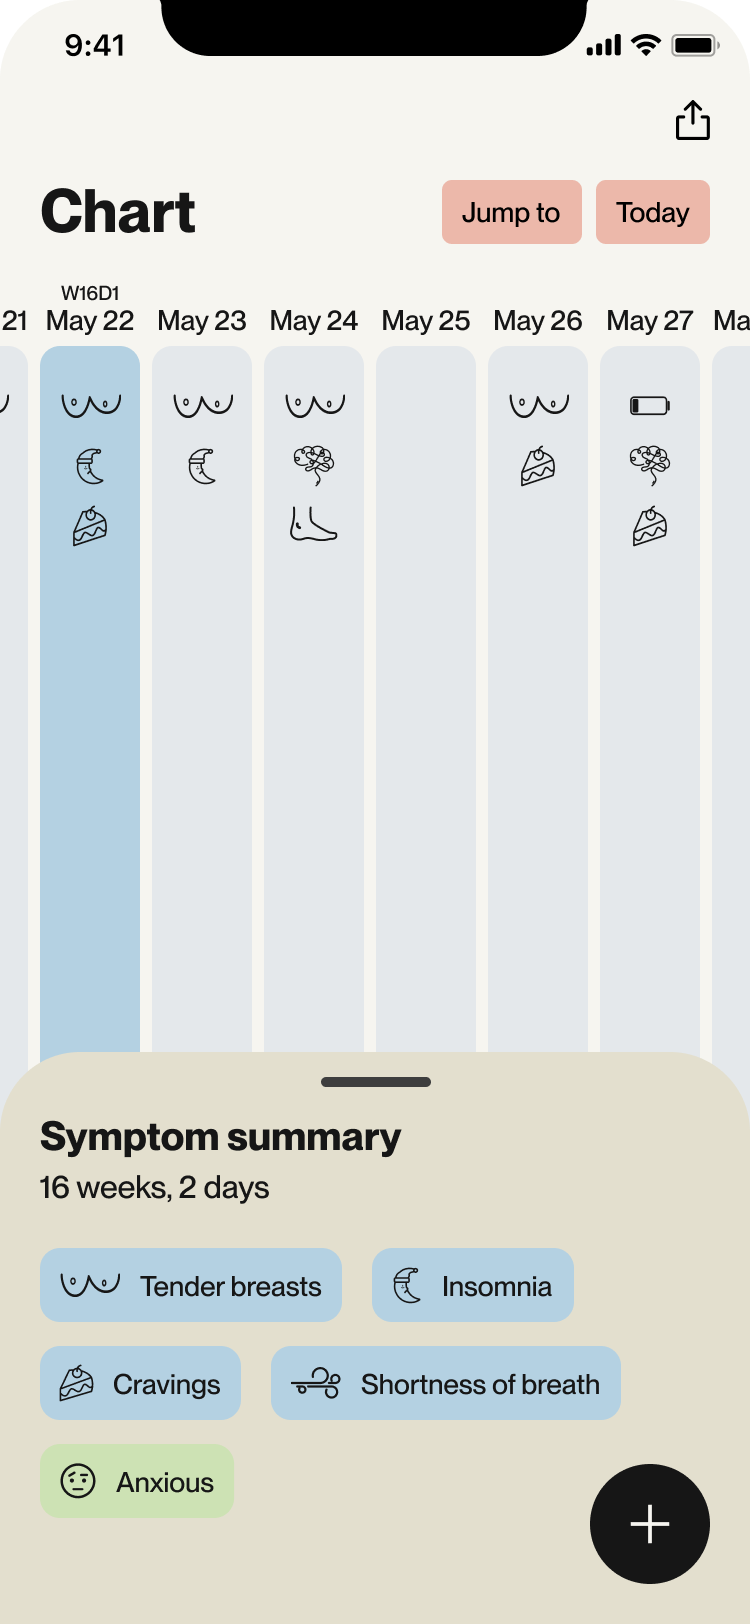 9:41
Chart
Jump to
Today
W16D1
21 May 22 May 23 May 24 May 25 May 26 May 27 Ma
Symptom summary
16 weeks, 2 days
Tender breasts
Insomnia
Cravings
Shortness of breath
Anxious